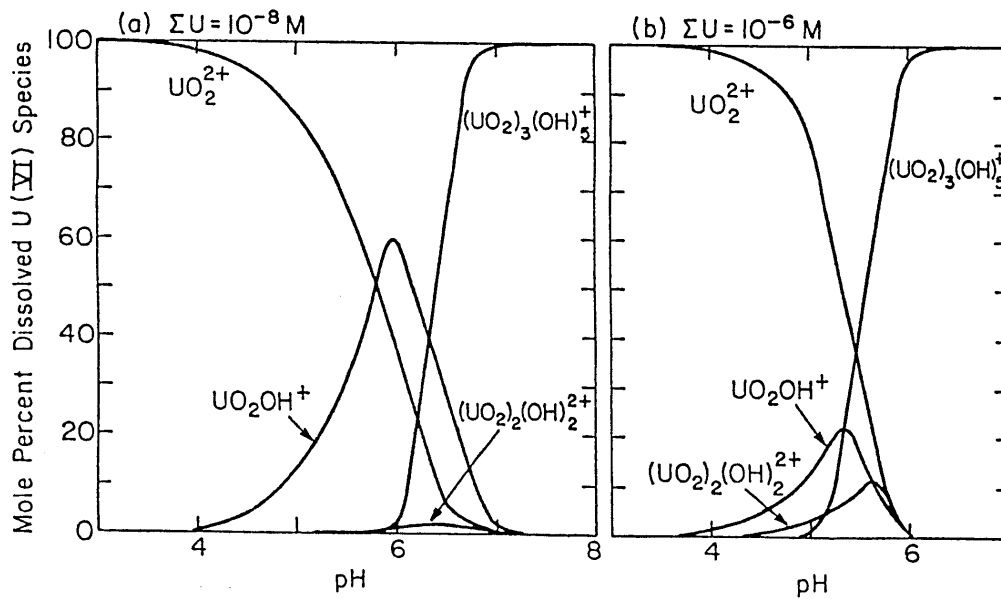 (a) ΣU = 10⁻⁸ M
(b) ΣU = 10⁻⁶ M
Mole Percent Dissolved U (VI) Species
100
80
60
40
20
0
UO₂²⁺
(UO₂)₃(OH)₅⁺
UO₂OH⁺
(UO₂)₂(OH)₂²⁺
4
6
8
pH
UO₂²⁺
(UO₂)₃(OH)₅⁺
UO₂OH⁺
(UO₂)₂(OH)₂²⁺
4
6
pH